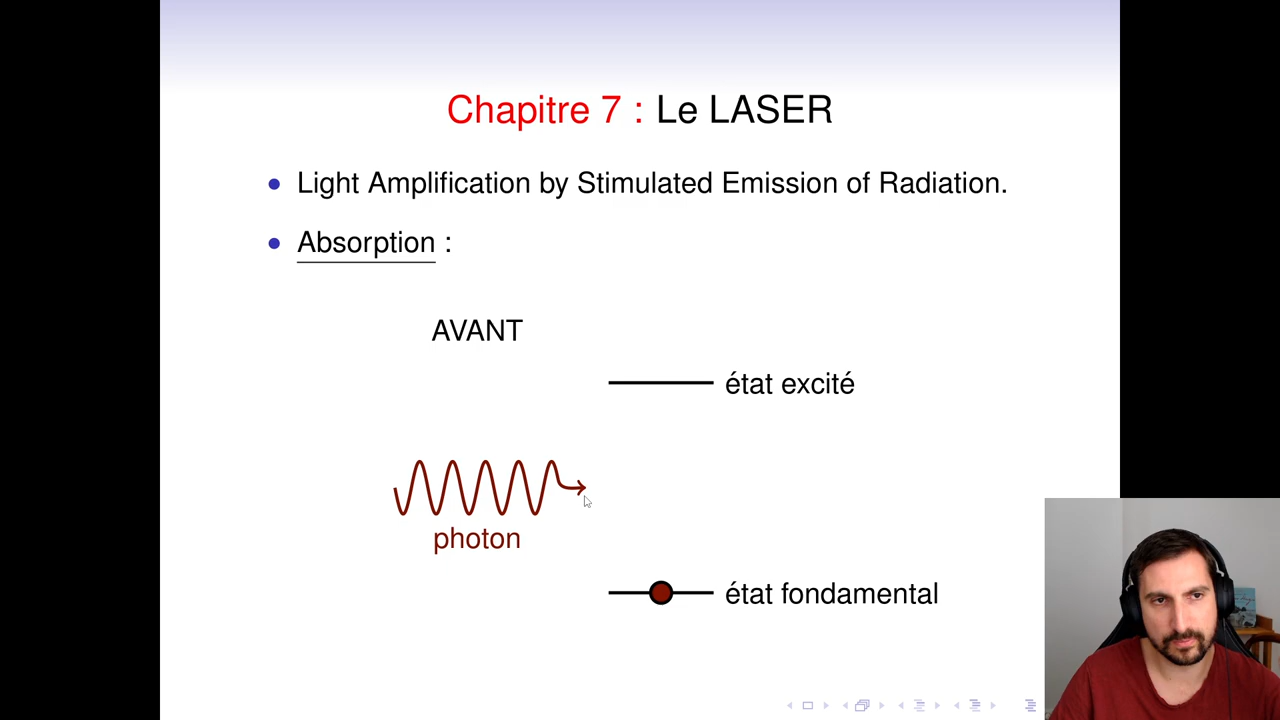 Chapitre 7 : Le LASER
Light Amplification by Stimulated Emission of Radiation.
Absorption :
AVANT
état excité
photon
état fondamental